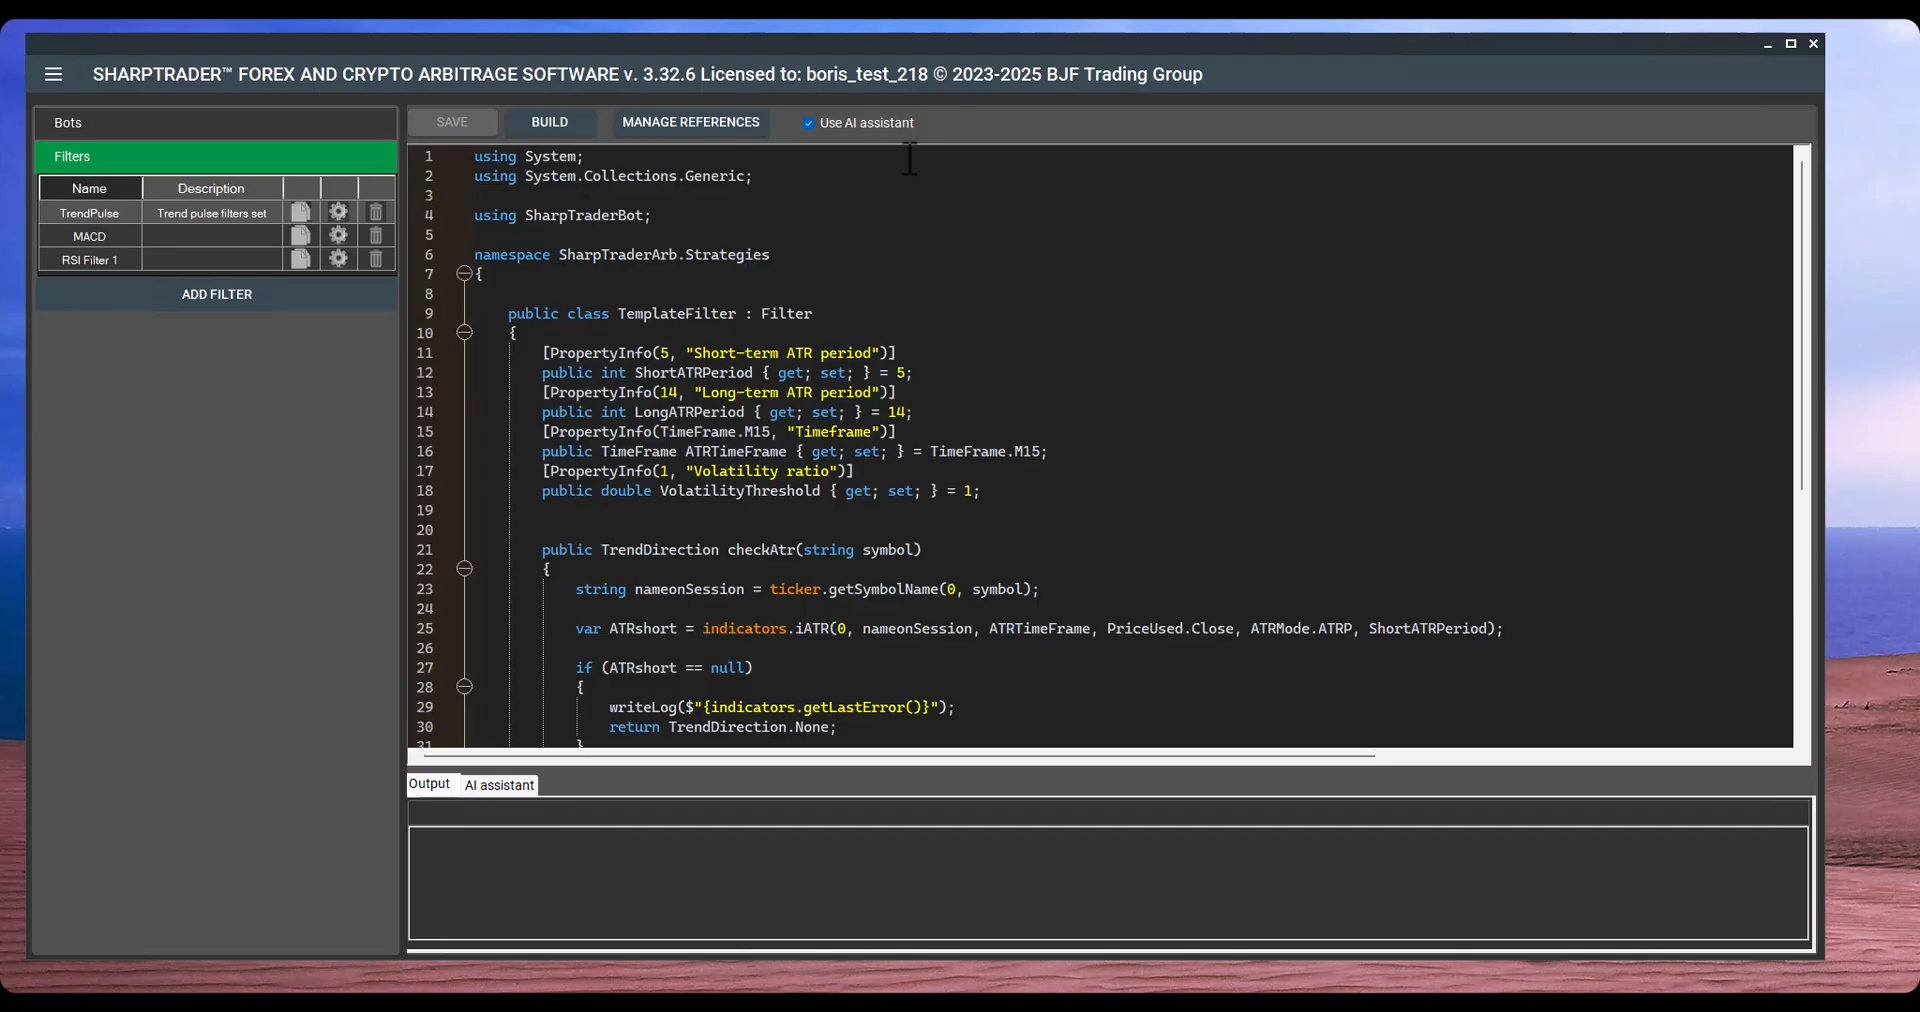 SHARPTRADER™ FOREX AND CRYPTO ARBITRAGE SOFTWARE v. 3.32.6 Licensed to: boris_test_218 © 2023-2025 BJF Trading Group
Bots
Filters
Name Description
TrendPulse Trend pulse filters set
MACD
RSI Filter 1
ADD FILTER
SAVE BUILD MANAGE REFERENCES Use AI assistant
1 using System;
2 using System.Collections.Generic;
3
4 using SharpTraderBot;
5
6 namespace SharpTraderArb.Strategies
7 {
8
9 public class TemplateFilter : Filter
10 {
11 [PropertyInfo(5, "Short-term ATR period")]
12 public int ShortATRPeriod { get; set; } = 5;
13 [PropertyInfo(14, "Long-term ATR period")]
14 public int LongATRPeriod { get; set; } = 14;
15 [PropertyInfo(TimeFrame.M15, "Timeframe")]
16 public TimeFrame ATRTimeFrame { get; set; } = TimeFrame.M15;
17 [PropertyInfo(1, "Volatility ratio")]
18 public double VolatilityThreshold { get; set; } = 1;
19
20
21 public TrendDirection checkAtr(string symbol)
22 {
23 string nameonSession = ticker.getSymbolName(0, symbol);
24
25 var ATRshort = indicators.iATR(0, nameonSession, ATRTimeFrame, PriceUsed.Close, ATRMode.ATRP, ShortATRPeriod);
26
27 if (ATRshort == null)
28 {
29 writeLog($"{indicators.getLastError()}");
30 return TrendDirection.None;
31 }
Output AI assistant